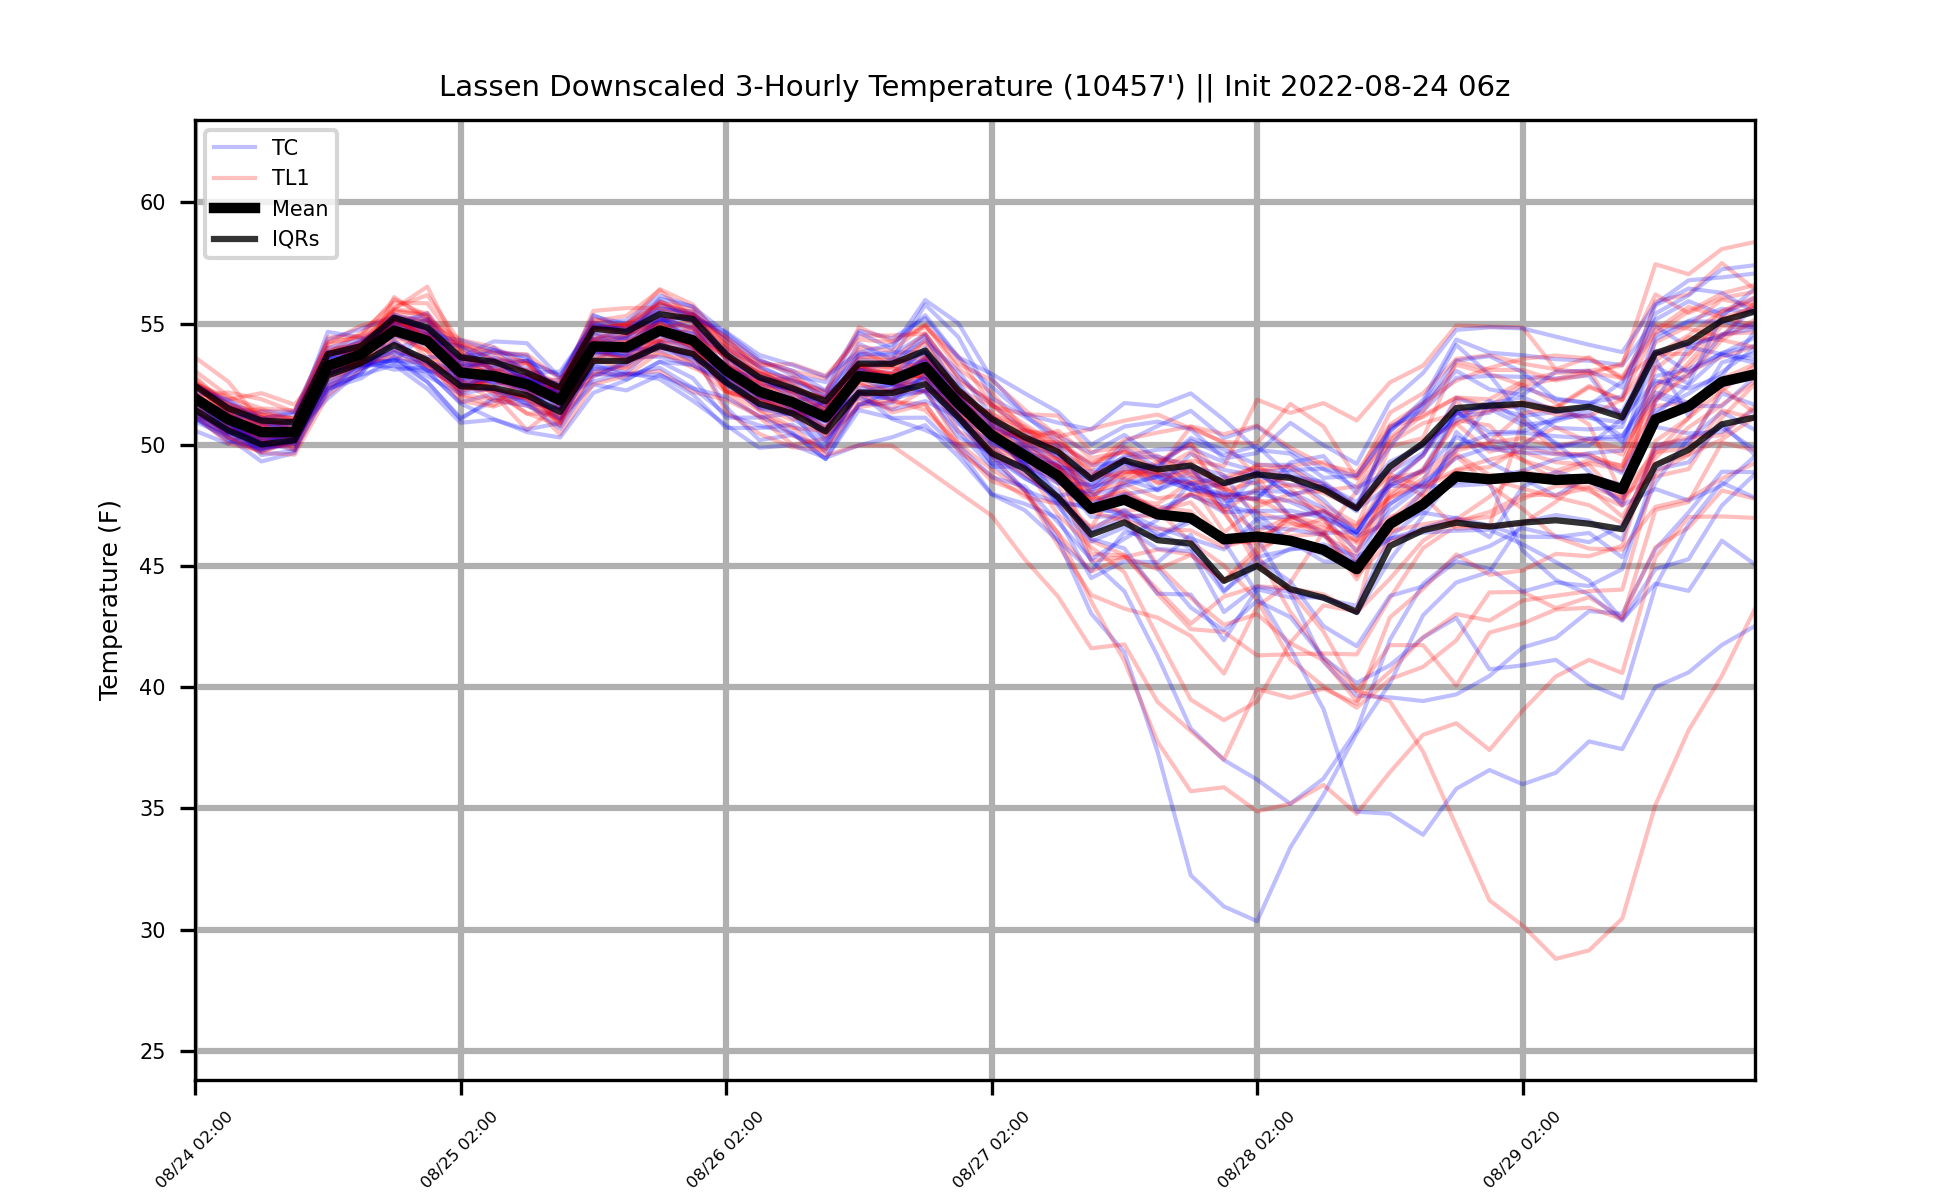 Lassen Downscaled 3-Hourly Temperature (10457') || Init 2022-08-24 06z
TC
TL1
Mean
IQRs
Temperature (F)
60
55
50
45
40
35
30
25
08/24 02:00
08/25 02:00
08/26 02:00
08/27 02:00
08/28 02:00
08/29 02:00